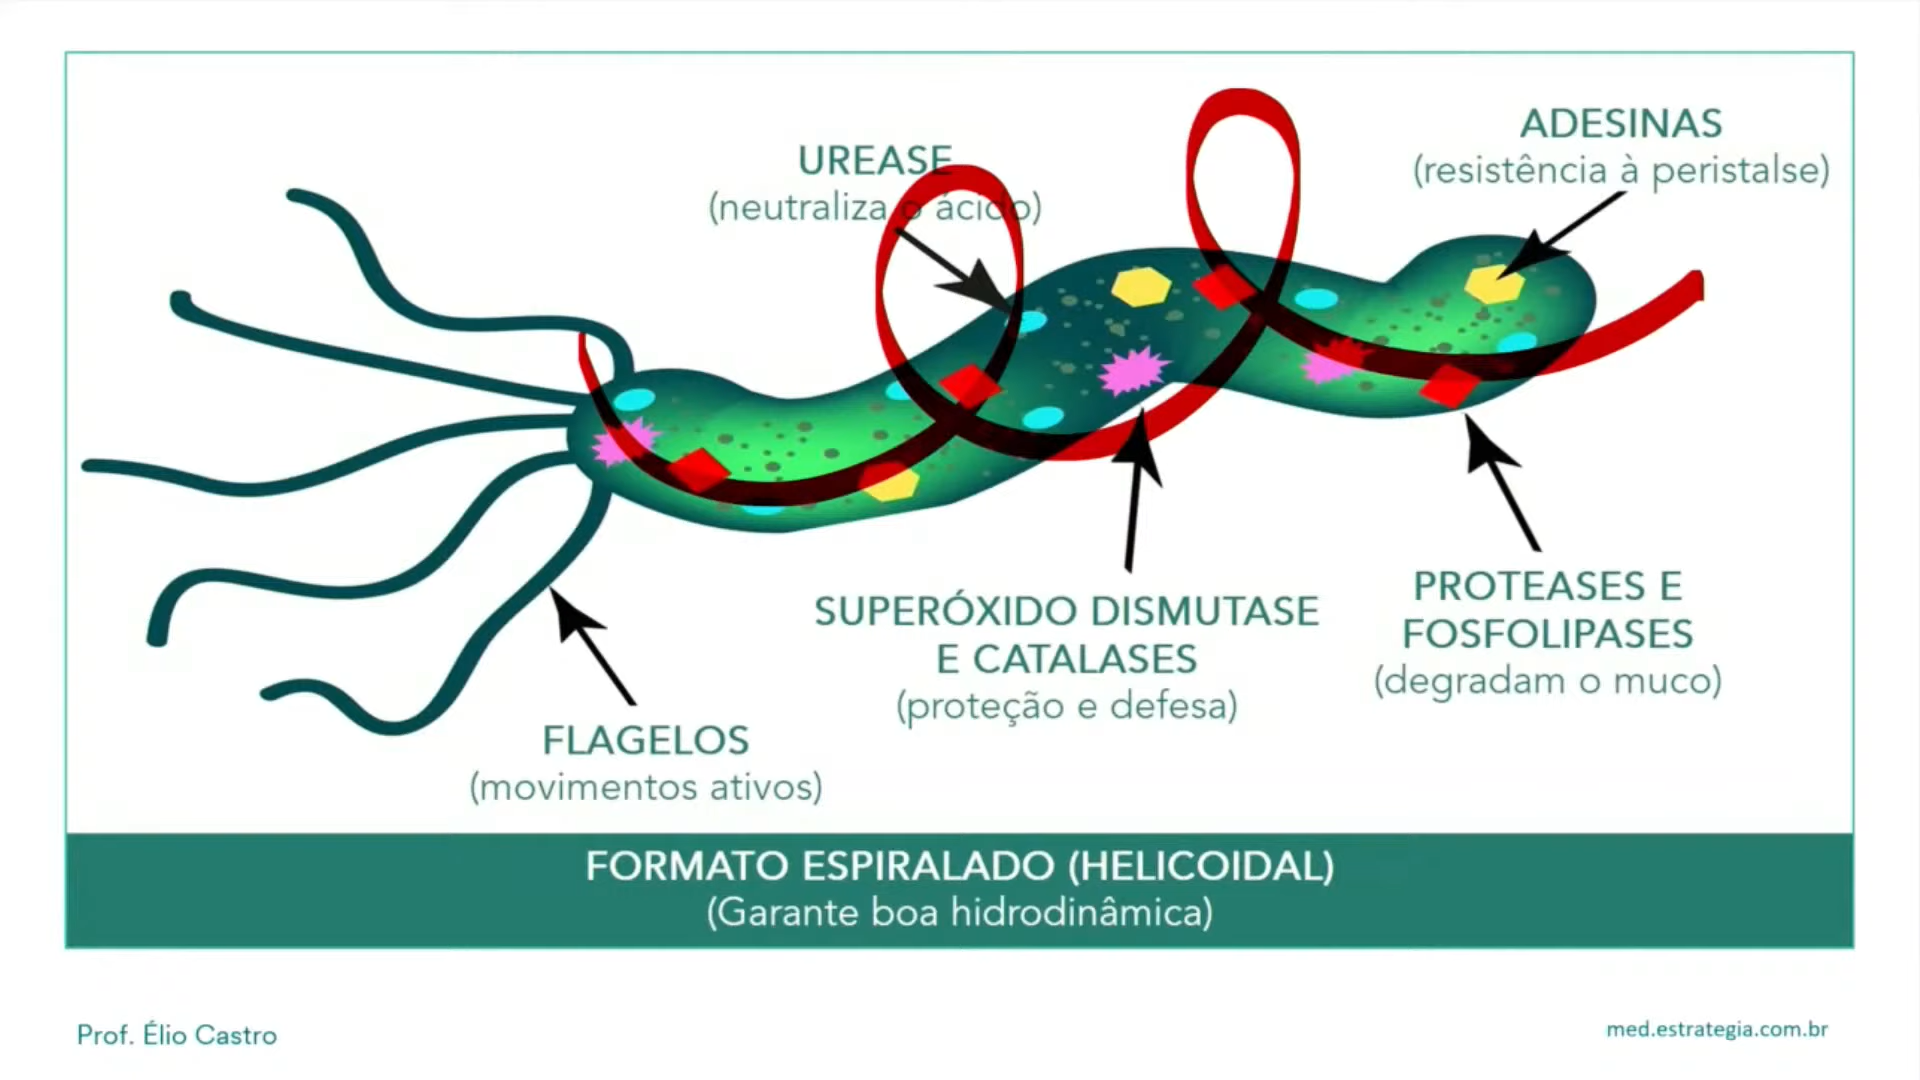 UREASE
(neutraliza o ácido)
ADESINAS
(resistência à peristalse)
SUPERÓXIDO DISMUTASE
E CATALASES
(proteção e defesa)
PROTEASES E
FOSFOLIPASES
(degradam o muco)
FLAGELOS
(movimentos ativos)
FORMATO ESPIRALADO (HELICOIDAL)
(Garante boa hidrodinâmica)
Prof. Élio Castro
med.estrategia.com.br